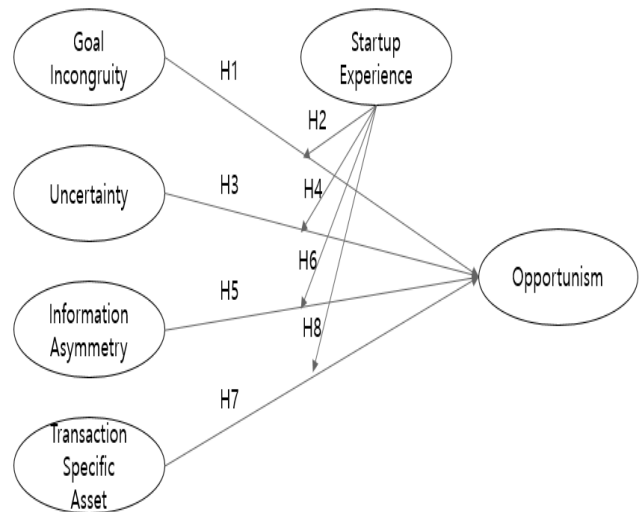 Goal
Incongruity
Startup
Experience
H1
H2
Uncertainty
H3
H4
H6
Opportunism
Information
Asymmetry
H5
H8
H7
Transaction
Specific
Asset